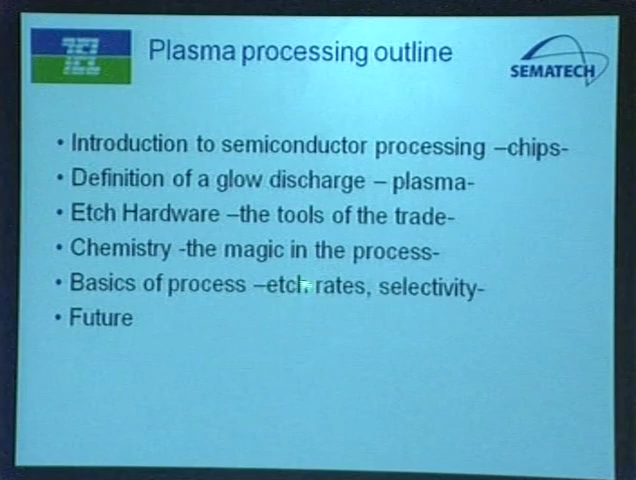 TEL
Plasma processing outline
SEMATECH
• Introduction to semiconductor processing –chips-
• Definition of a glow discharge – plasma-
• Etch Hardware –the tools of the trade-
• Chemistry -the magic in the process-
• Basics of process –etch rates, selectivity-
• Future